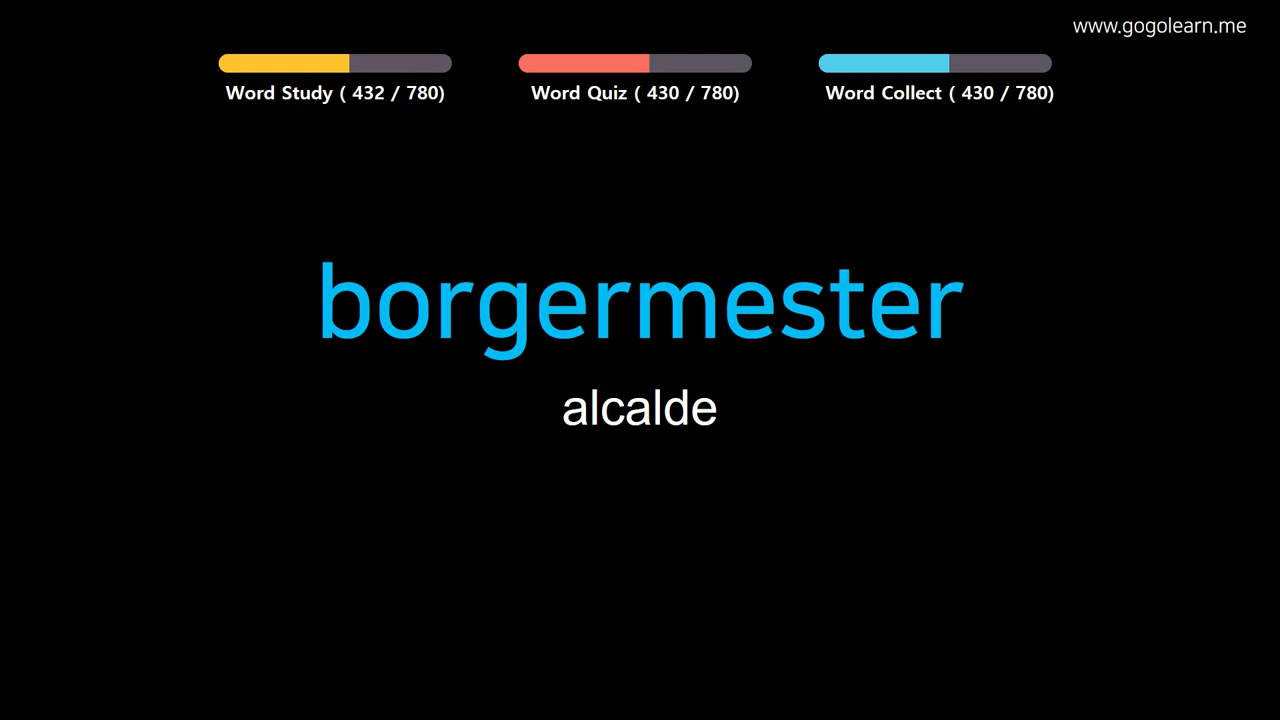 www.gogolearn.me
Word Study ( 432 / 780)
Word Quiz ( 430 / 780)
Word Collect ( 430 / 780)
borgermester
alcalde